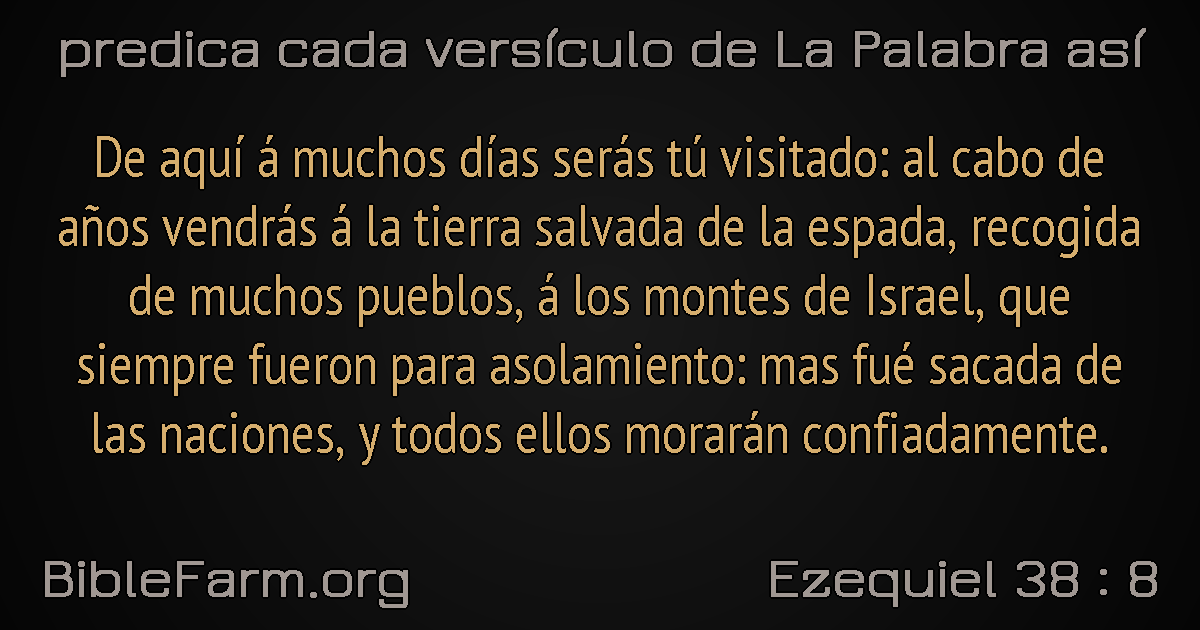 predica cada versículo de La Palabra así
De aquí á muchos días serás tú visitado: al cabo de
años vendrás á la tierra salvada de la espada, recogida
de muchos pueblos, á los montes de Israel, que
siempre fueron para asolamiento: mas fué sacada de
las naciones, y todos ellos morarán confiadamente.
BibleFarm.org
Ezequiel 38 : 8